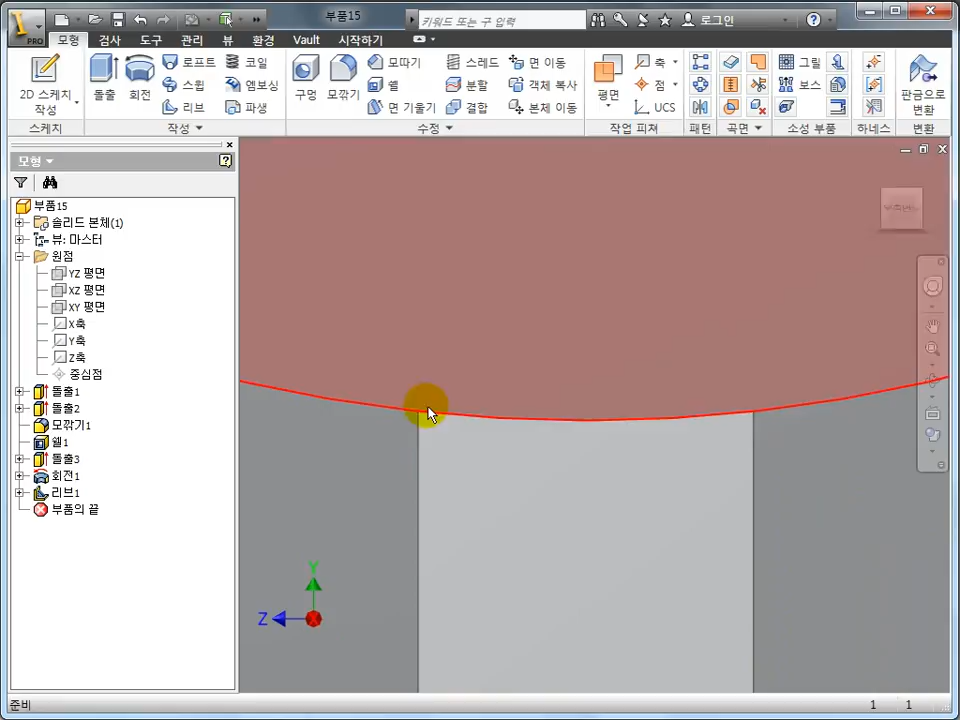 부품15
키워드 또는 구 입력
로그인
PRO
모형 검사 도구 관리 뷰 환경 Vault 시작하기
2D 스케치 작성
돌출
회전
로프트
스윕
리브
코일
엠보싱
파생
구멍
모깎기
모따기
쉘
면 기울기
스레드
분할
결합
면 이동
객체 복사
본체 이동
평면
축
점
UCS
그릴
보스
판금으로 변환
스케치 작성 수정 작업 피쳐 패턴 곡면 소성 부품 하네스 변환
모형
부품15
솔리드 본체(1)
뷰: 마스터
원점
YZ 평면
XZ 평면
XY 평면
X축
Y축
Z축
중심점
돌출1
돌출2
모깎기1
쉘1
돌출3
회전1
리브1
부품의 끝
Y
Z
준비
1 1